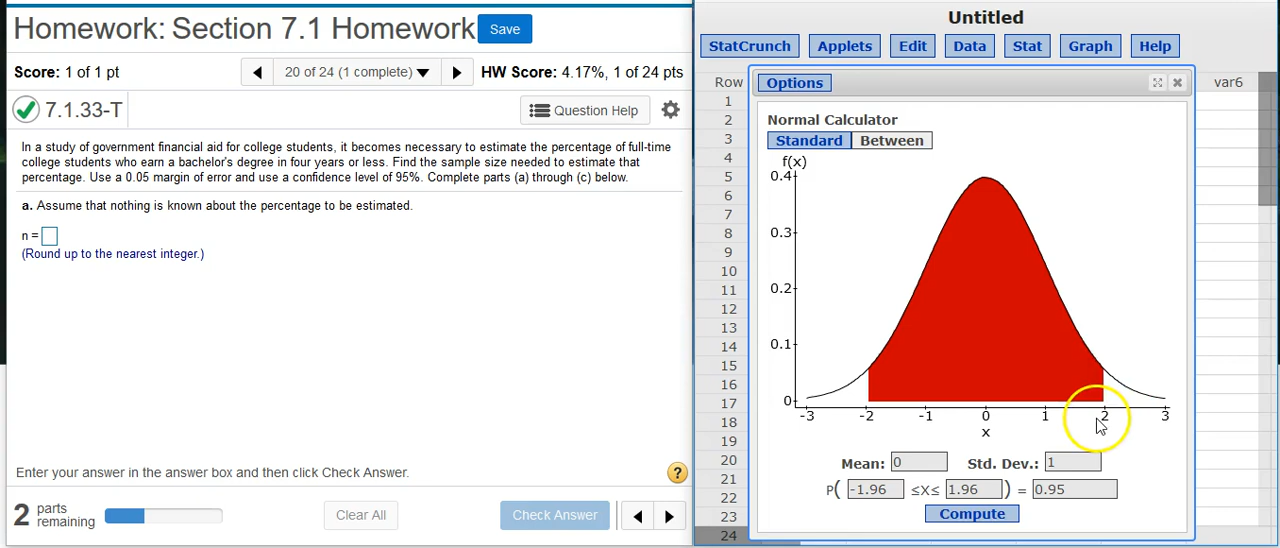 Homework: Section 7.1 Homework
Save
Score: 1 of 1 pt
20 of 24 (1 complete)
HW Score: 4.17%, 1 of 24 pts
7.1.33-T
Question Help
In a study of government financial aid for college students, it becomes necessary to estimate the percentage of full-time
college students who earn a bachelor's degree in four years or less. Find the sample size needed to estimate that
percentage. Use a 0.05 margin of error and use a confidence level of 95%. Complete parts (a) through (c) below.
a. Assume that nothing is known about the percentage to be estimated.
n =
(Round up to the nearest integer.)
Enter your answer in the answer box and then click Check Answer.
?
2 parts
remaining
Clear All
Check Answer
Untitled
StatCrunch
Applets
Edit
Data
Stat
Graph
Help
Row
var6
1
2
3
4
5
6
7
8
9
10
11
12
13
14
15
16
17
18
19
20
21
22
23
24
Options
Normal Calculator
Standard
Between
f(x)
0.4
0.3
0.2
0.1
0
-3 -2 -1 0 1 2 3
x
Mean: 0 Std. Dev.: 1
P( -1.96 ≤X≤ 1.96 ) = 0.95
Compute